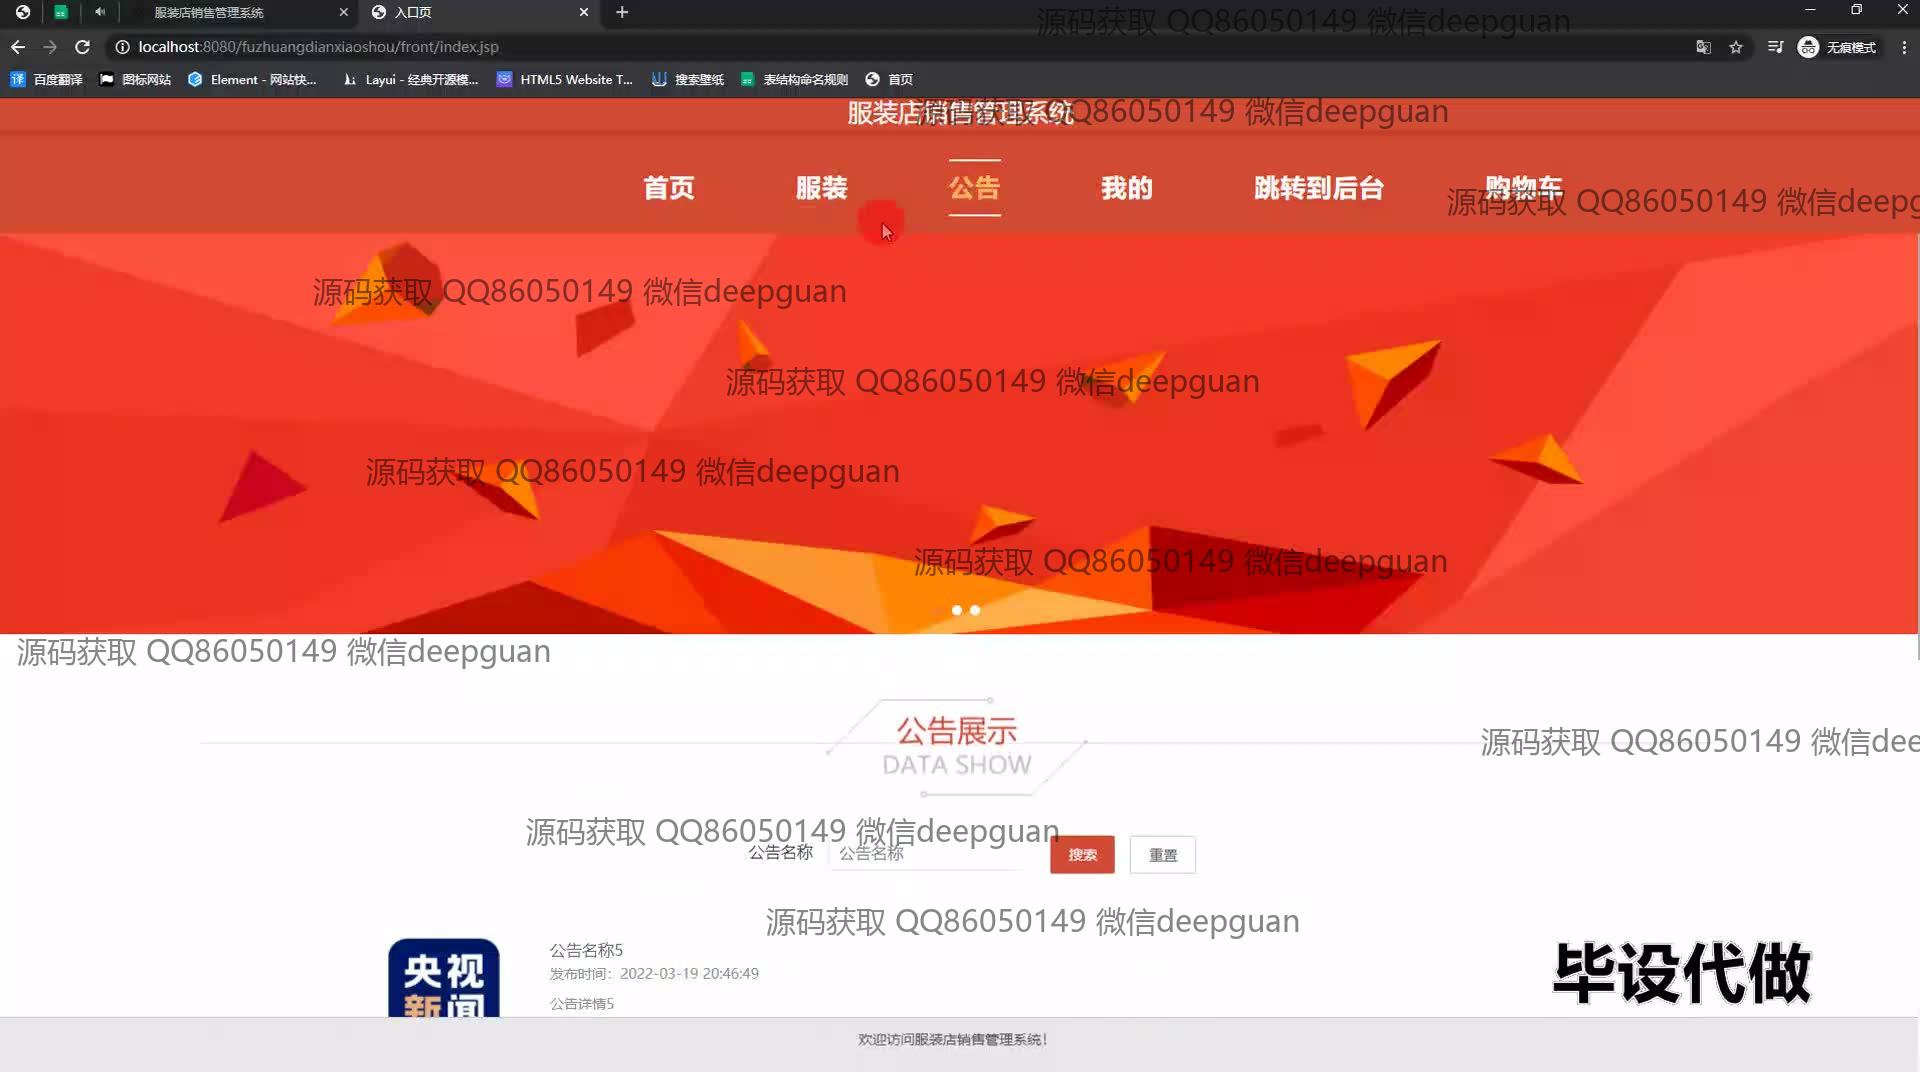 服装店销售管理系统
入口页
源码获取 QQ86050149 微信deepguan
localhost:8080/fuzhuangdianxiaoshou/front/index.jsp
无痕模式
百度翻译
图标网站
Element - 网站快...
Layui - 经典开源模...
HTML5 Website T...
搜索壁纸
表结构命名规则
首页
服装店销售管理系统
源码获取 QQ86050149 微信deepguan
首页
服装
公告
我的
跳转到后台
购物车
源码获取 QQ86050149 微信deepg
源码获取 QQ86050149 微信deepguan
源码获取 QQ86050149 微信deepguan
源码获取 QQ86050149 微信deepguan
源码获取 QQ86050149 微信deepguan
源码获取 QQ86050149 微信deepguan
公告展示
DATA SHOW
源码获取 QQ86050149 微信dee
源码获取 QQ86050149 微信deepguan
公告名称
公告名称
搜索
重置
源码获取 QQ86050149 微信deepguan
央视
新闻
公告名称5
发布时间：2022-03-19 20:46:49
公告详情5
毕设代做
欢迎访问服装店销售管理系统！